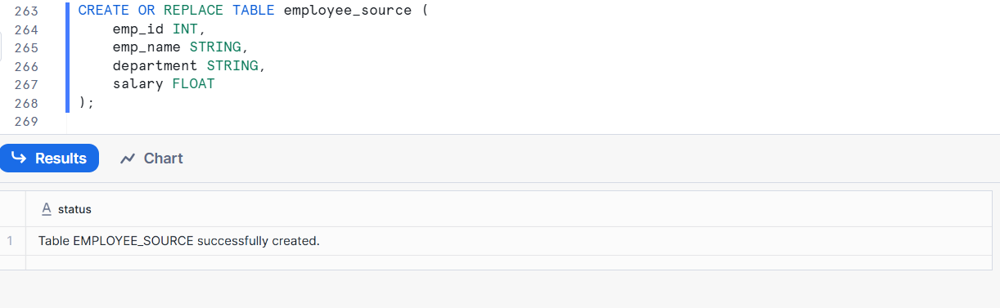 263 CREATE OR REPLACE TABLE employee_source (
264     emp_id INT,
265     emp_name STRING,
266     department STRING,
267     salary FLOAT
268 );
269
Results Chart
A status
1 Table EMPLOYEE_SOURCE successfully created.